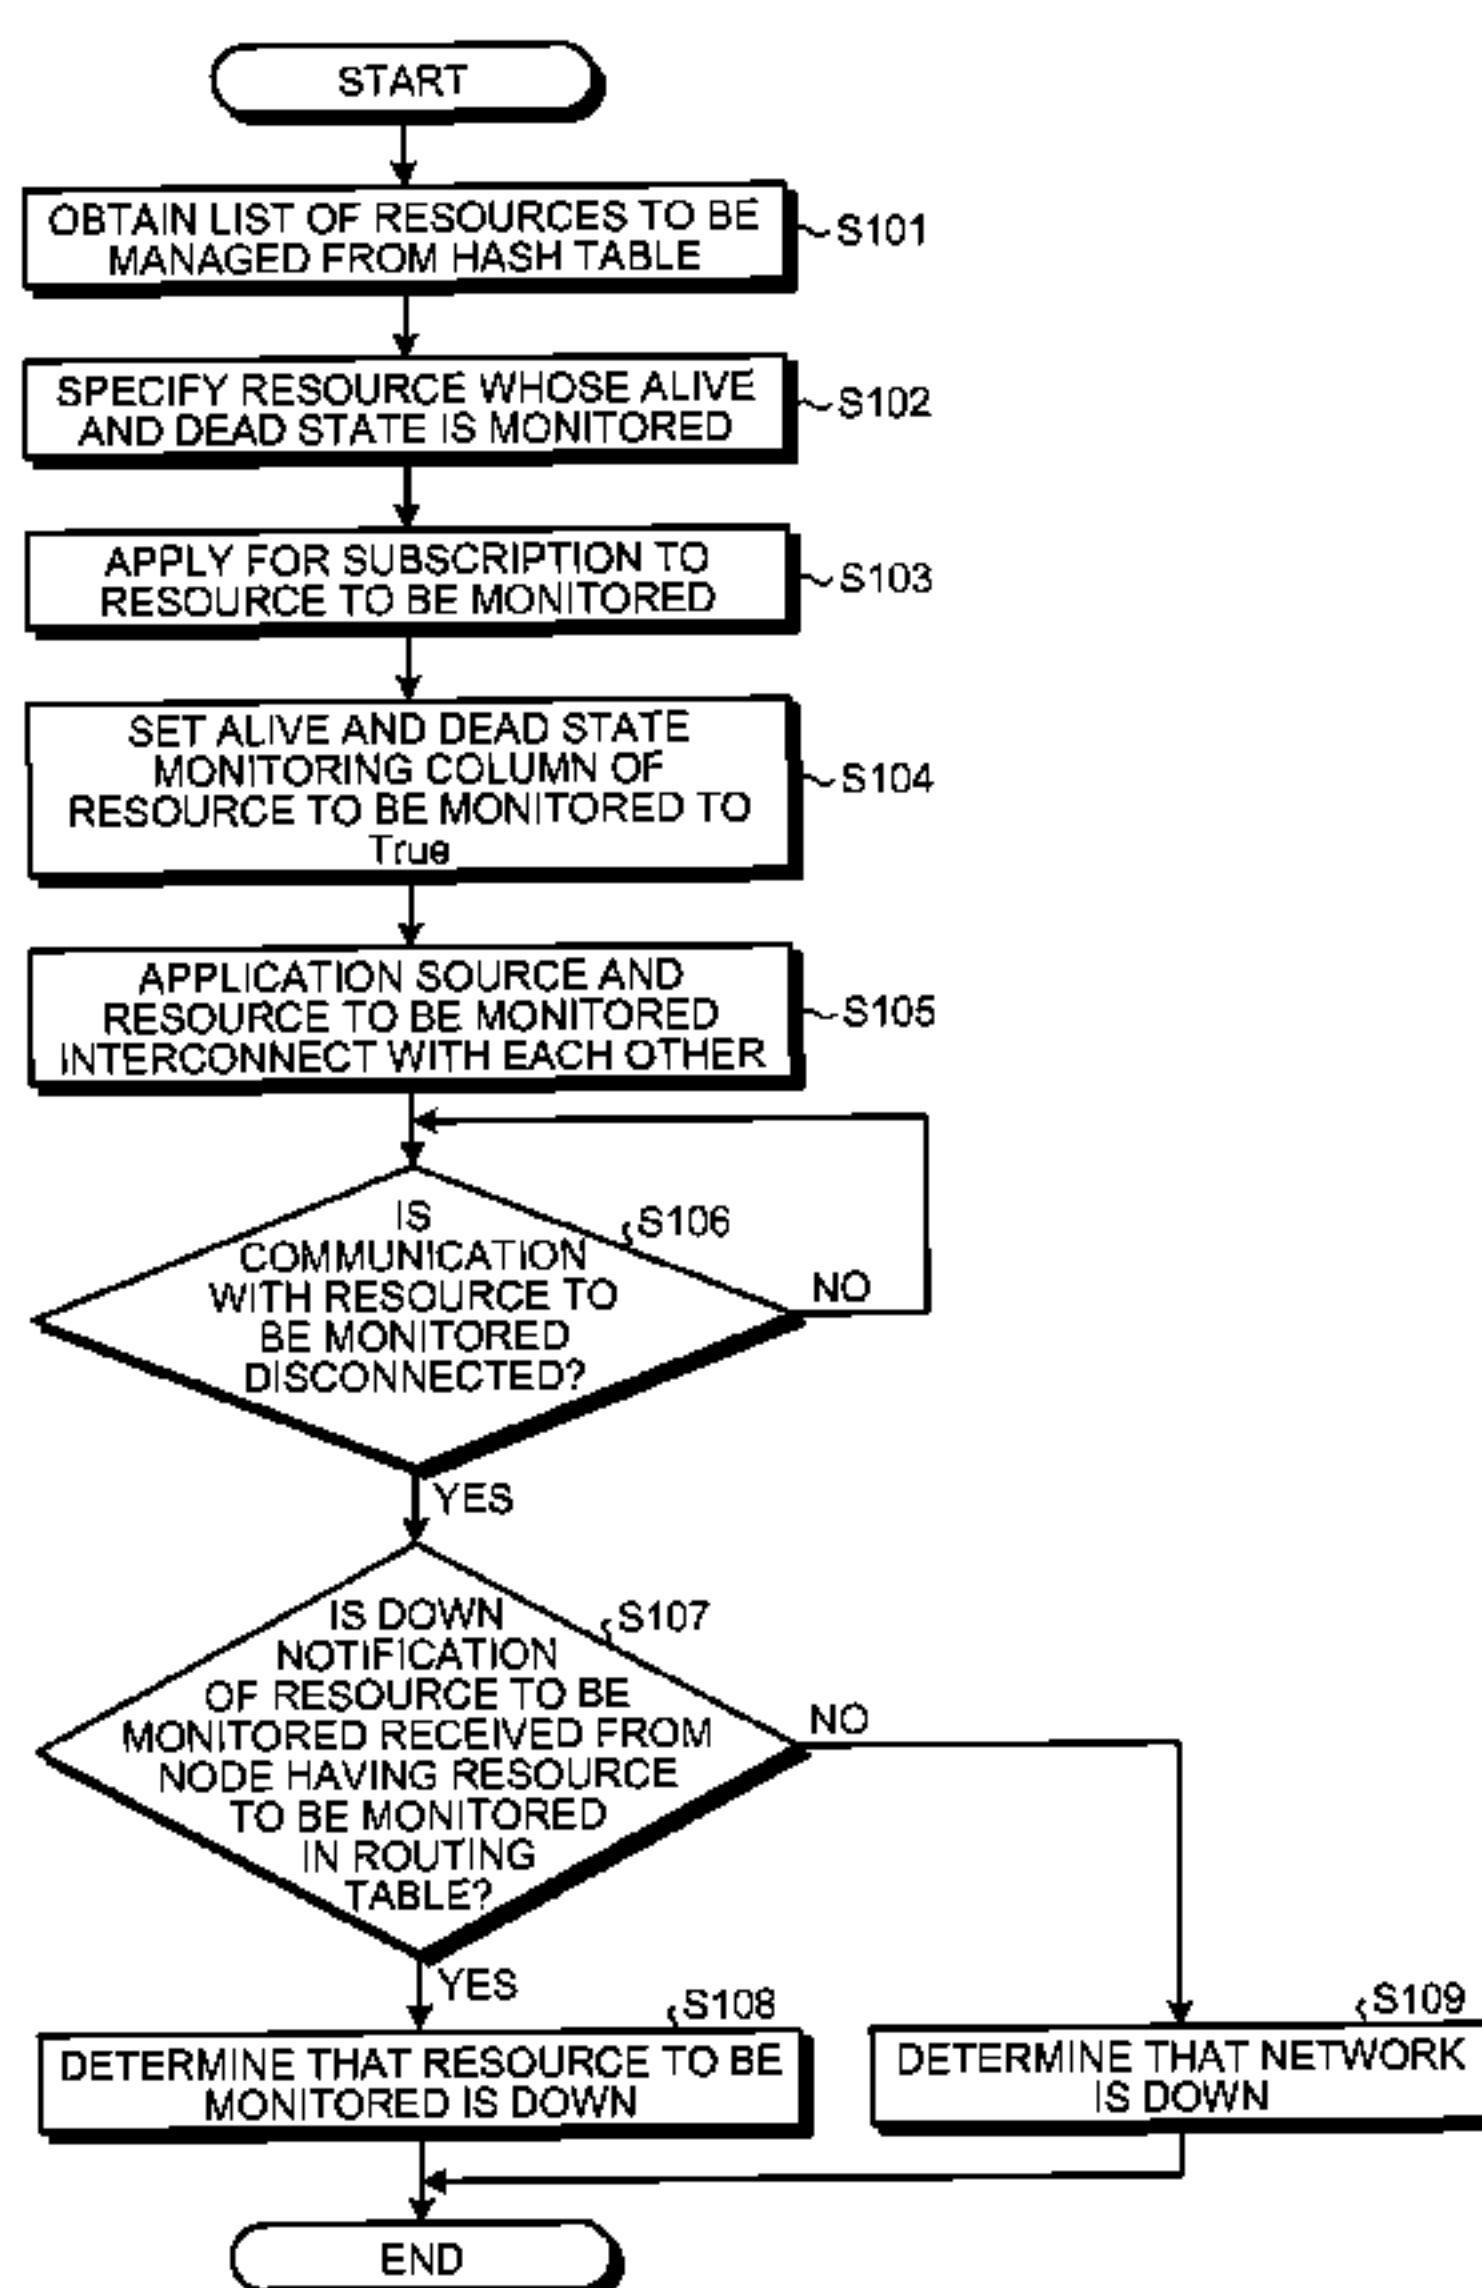 START
OBTAIN LIST OF RESOURCES TO BE
MANAGED FROM HASH TABLE
S101
SPECIFY RESOURCE WHOSE ALIVE
AND DEAD STATE IS MONITORED
S102
APPLY FOR SUBSCRIPTION TO
RESOURCE TO BE MONITORED
S103
SET ALIVE AND DEAD STATE
MONITORING COLUMN OF
RESOURCE TO BE MONITORED TO
True
S104
APPLICATION SOURCE AND
RESOURCE TO BE MONITORED
INTERCONNECT WITH EACH OTHER
S105
IS
COMMUNICATION
WITH RESOURCE TO
BE MONITORED
DISCONNECTED?
S106
NO
YES
IS DOWN
NOTIFICATION
OF RESOURCE TO BE
MONITORED RECEIVED FROM
NODE HAVING RESOURCE
TO BE MONITORED
IN ROUTING
TABLE?
S107
NO
YES
S108
DETERMINE THAT RESOURCE TO BE
MONITORED IS DOWN
S109
DETERMINE THAT NETWORK
IS DOWN
END